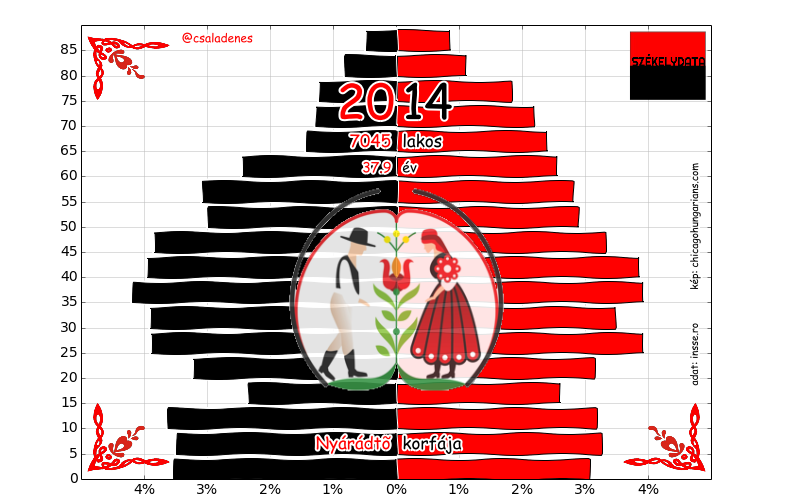 @csaladenes
SZÉKELYDATA
2014
7045 lakos
37.9 év
kép: chicagohungarians.com
adat: insse.ro
Nyárádtő korfája
85
80
75
70
65
60
55
50
45
40
35
30
25
20
15
10
5
0
4% 3% 2% 1% 0% 1% 2% 3% 4%